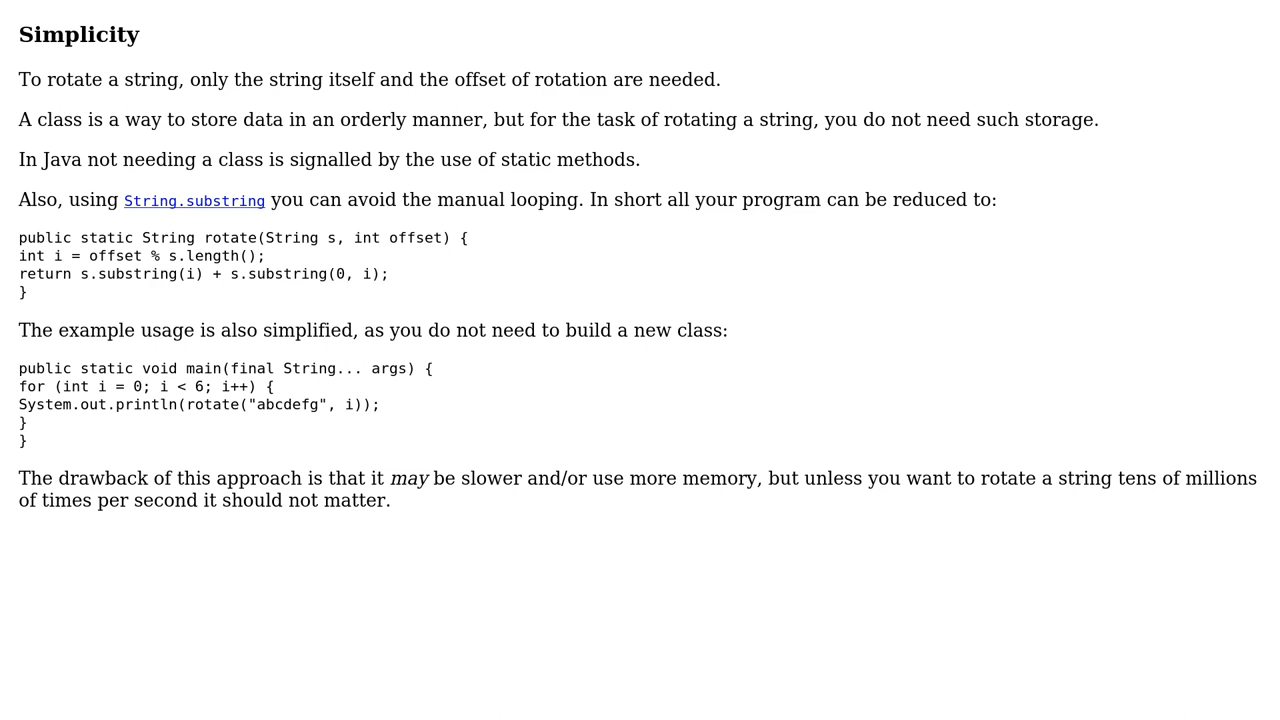 Simplicity
To rotate a string, only the string itself and the offset of rotation are needed.
A class is a way to store data in an orderly manner, but for the task of rotating a string, you do not need such storage.
In Java not needing a class is signalled by the use of static methods.
Also, using String.substring you can avoid the manual looping. In short all your program can be reduced to:
public static String rotate(String s, int offset) {
int i = offset % s.length();
return s.substring(i) + s.substring(0, i);
}
The example usage is also simplified, as you do not need to build a new class:
public static void main(final String... args) {
for (int i = 0; i < 6; i++) {
System.out.println(rotate("abcdefg", i));
}
}
The drawback of this approach is that it may be slower and/or use more memory, but unless you want to rotate a string tens of millions
of times per second it should not matter.